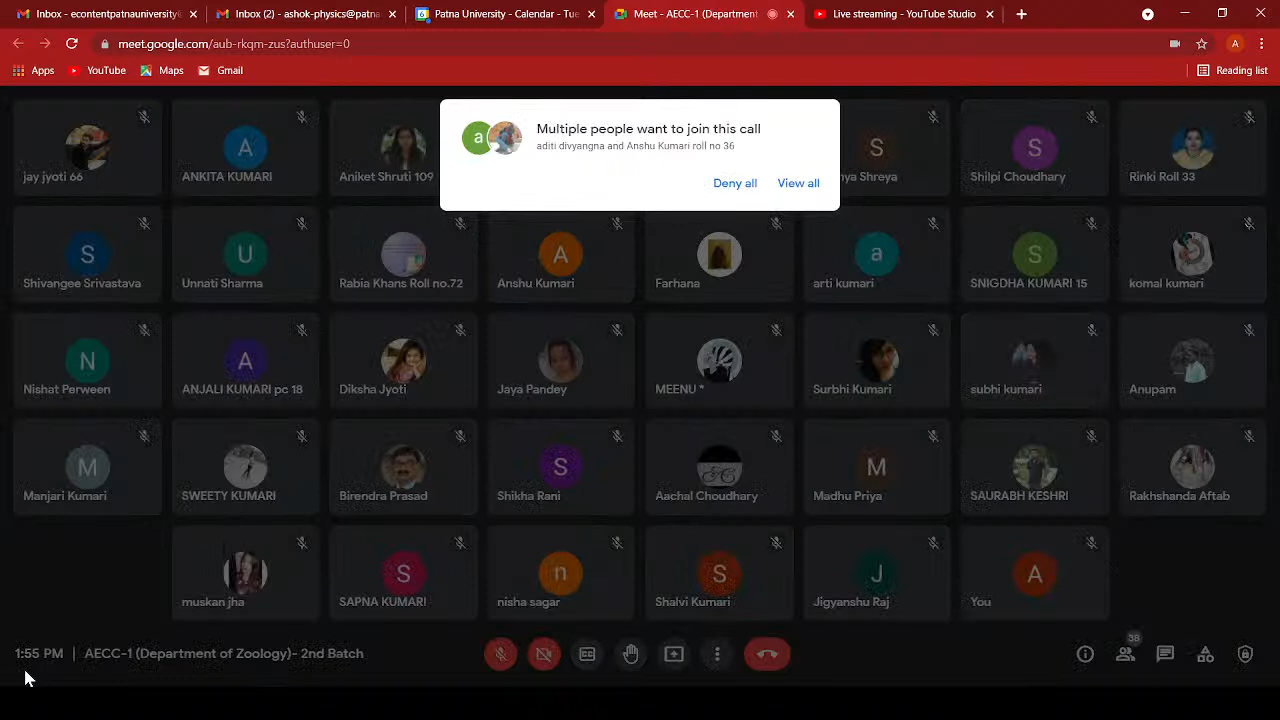 Inbox - econtentpatnauniversity@
Inbox (2) - ashok-physics@patna
Patna University - Calendar - Tue
Meet - AECC-1 (Department
Live streaming - YouTube Studio
meet.google.com/aub-rkqm-zus?authuser=0
A
Apps
YouTube
Maps
Gmail
Reading list
Multiple people want to join this call
a
aditi divyangna and Anshu Kumari roll no 36
Deny all
View all
jay jyoti 66
A
ANKITA KUMARI
Aniket Shruti 109
S
ya Shreya
S
Shilpi Choudhary
Rinki Roll 33
S
Shivangee Srivastava
U
Unnati Sharma
Rabia Khans Roll no.72
A
Anshu Kumari
Farhana
a
arti kumari
S
SNIGDHA KUMARI 15
komal kumari
N
Nishat Perween
A
ANJALI KUMARI pc 18
Diksha Jyoti
Jaya Pandey
MEENU *
Surbhi Kumari
subhi kumari
Anupam
M
Manjari Kumari
SWEETY KUMARI
Birendra Prasad
S
Shikha Rani
Aachal Choudhary
M
Madhu Priya
SAURABH KESHRI
Rakhshanda Aftab
muskan jha
S
SAPNA KUMARI
n
nisha sagar
S
Shalvi Kumari
J
Jigyanshu Raj
A
You
1:55 PM | AECC-1 (Department of Zoology)- 2nd Batch
CC
38